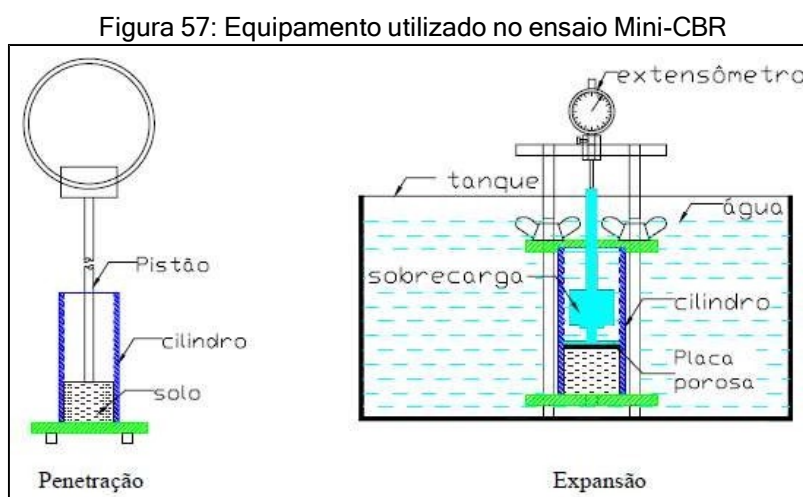 Figura 57: Equipamento utilizado no ensaio Mini-CBR
Pistão
cilindro
solo
Penetração
extensômetro
tanque
água
sobrecarga
cilindro
Placa
porosa
Expansão